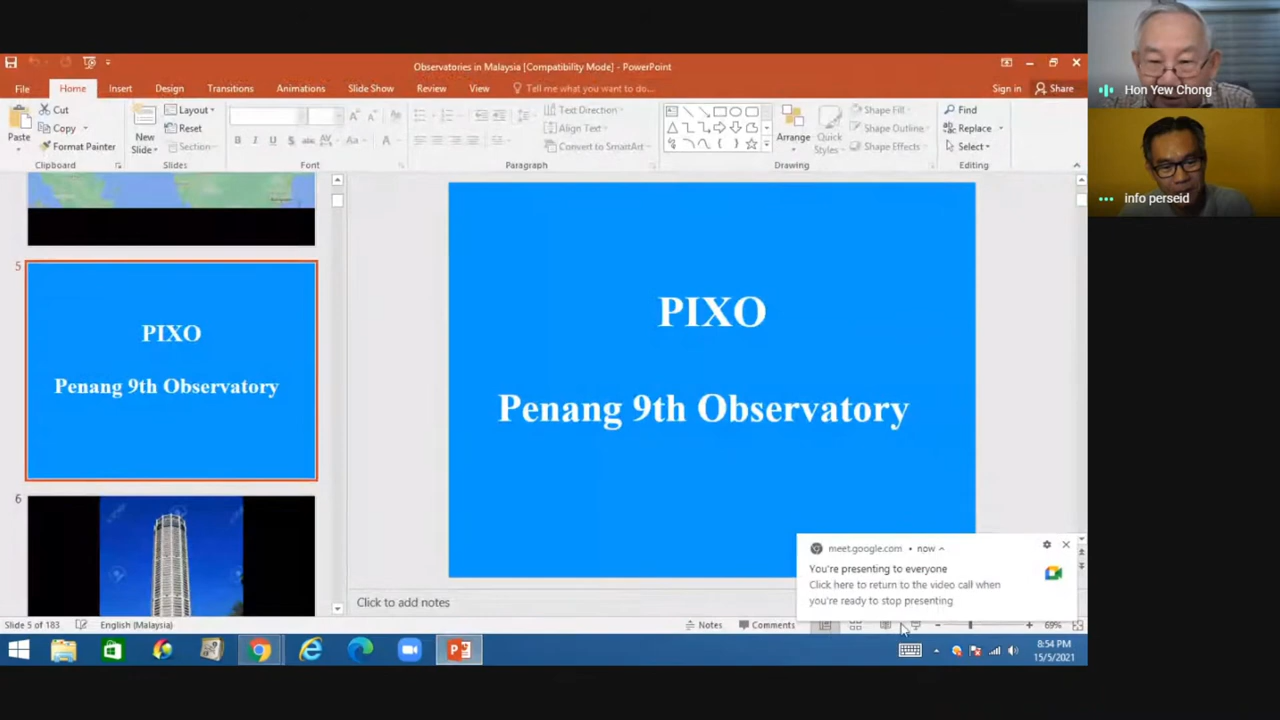 Observatories in Malaysia [Compatibility Mode] - PowerPoint
File Home Insert Design Transitions Animations Slide Show Review View Tell me what you want to do... Sign in Share
Paste
Cut
Copy
Format Painter
Clipboard
New Slide
Layout
Reset
Section
Slides
Font
Text Direction
Align Text
Convert to SmartArt
Paragraph
Arrange
Quick Styles
Shape Fill
Shape Outline
Shape Effects
Drawing
Find
Replace
Select
Editing
Hon Yew Chong
info perseid
5
PIXO
Penang 9th Observatory
6
PIXO
Penang 9th Observatory
meet.google.com • now
You're presenting to everyone
Click here to return to the video call when
you're ready to stop presenting
Click to add notes
Slide 5 of 183 English (Malaysia) Notes Comments 69%
8:54 PM
15/5/2021